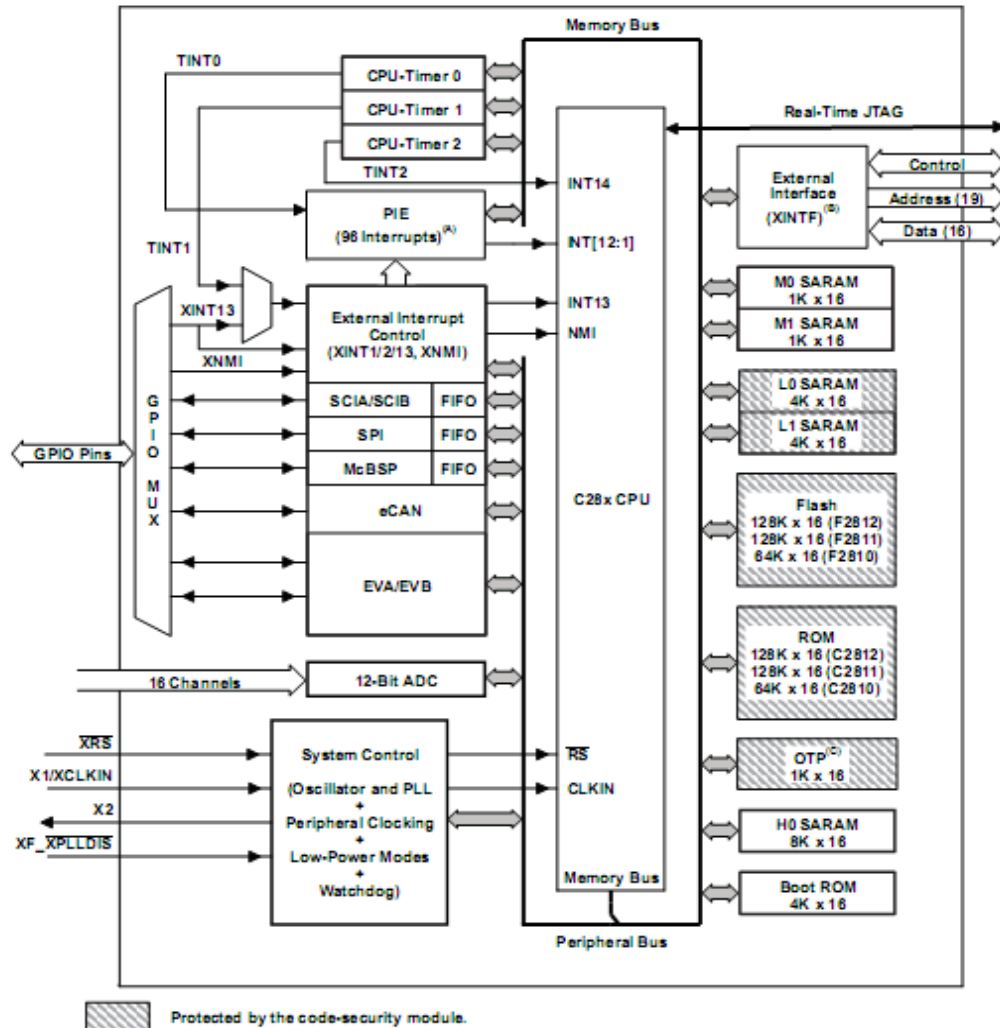 Memory Bus
TINT0
CPU-Timer 0
CPU-Timer 1
CPU-Timer 2
TINT2
INT14
PIE
(96 Interrupts)(A)
INT[12:1]
TINT1
XINT13
XNMI
External Interrupt
Control
(XINT1/2/13, XNMI)
INT13
NMI
SCIA/SCIB
FIFO
SPI
FIFO
McBSP
FIFO
eCAN
EVA/EVB
GPIO Pins
GPIO MUX
C28x CPU
16 Channels
12-Bit ADC
XRS
X1/XCLKIN
X2
XF_XPLLDIS
System Control
(Oscillator and PLL
+
Peripheral Clocking
+
Low-Power Modes
+
Watchdog)
RS
CLKIN
Memory Bus
Peripheral Bus
Real-Time JTAG
External
Interface
(XINTF)(B)
Control
Address (19)
Data (16)
M0 SARAM
1K x 16
M1 SARAM
1K x 16
L0 SARAM
4K x 16
L1 SARAM
4K x 16
Flash
128K x 16 (F2812)
128K x 16 (F2811)
64K x 16 (F2810)
ROM
128K x 16 (C2812)
128K x 16 (C2811)
64K x 16 (C2810)
OTP(C)
1K x 16
H0 SARAM
8K x 16
Boot ROM
4K x 16
Protected by the code-security module.